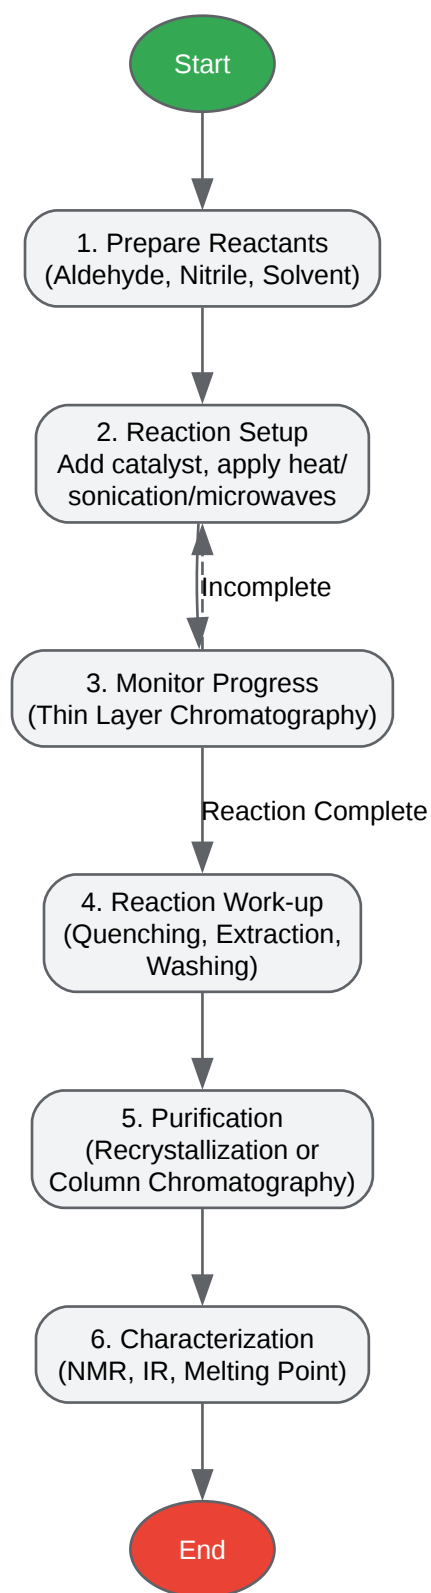 Start
1. Prepare Reactants
(Aldehyde, Nitrile, Solvent)
2. Reaction Setup
Add catalyst, apply heat/
sonication/microwaves
Incomplete
3. Monitor Progress
(Thin Layer Chromatography)
Reaction Complete
4. Reaction Work-up
(Quenching, Extraction,
Washing)
5. Purification
(Recrystallization or
Column Chromatography)
6. Characterization
(NMR, IR, Melting Point)
End